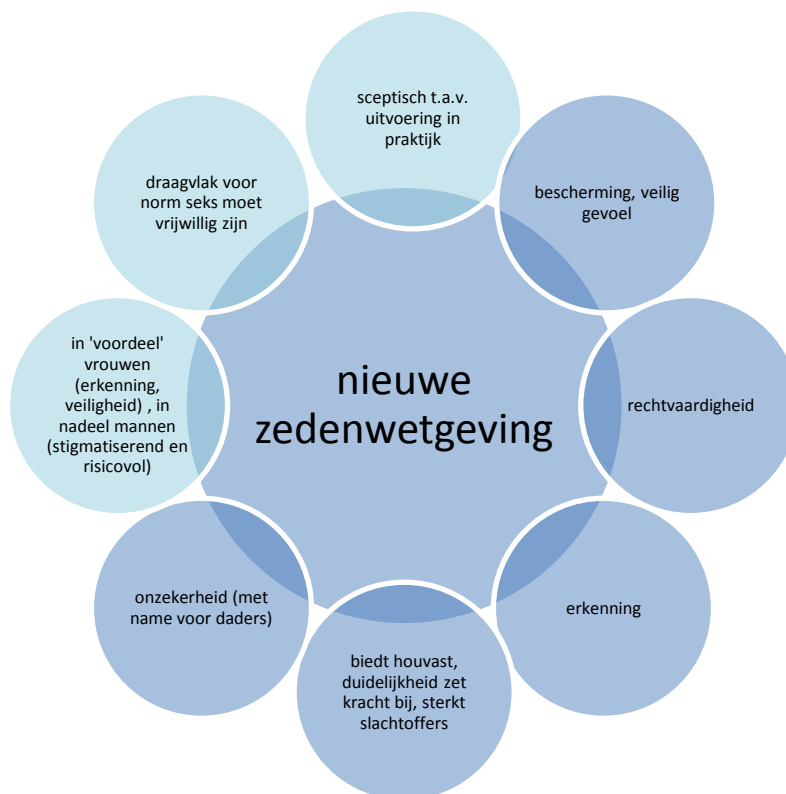 sceptisch t.a.v.
uitvoering in
praktijk
bescherming, veilig
gevoel
rechtvaardigheid
erkenning
biedt houvast,
duidelijkheid zet
kracht bij, sterkt
slachtoffers
onzekerheid (met
name voor daders)
in 'voordeel'
vrouwen
(erkenning,
veiligheid) , in
nadeel mannen
(stigmatiserend en
risicovol)
draagvlak voor
norm seks moet
vrijwillig zijn
nieuwe
zedenwetgeving